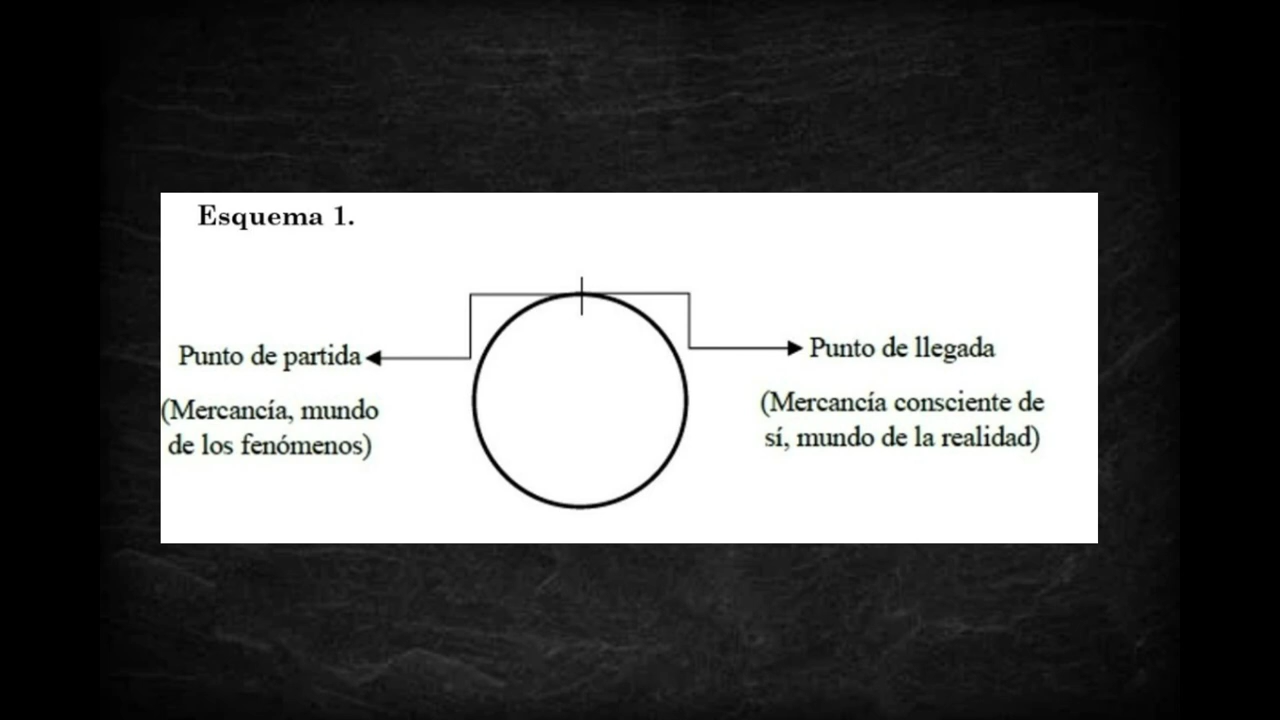 Esquema 1.
Punto de partida
(Mercancía, mundo
de los fenómenos)
Punto de llegada
(Mercancía consciente de
sí, mundo de la realidad)